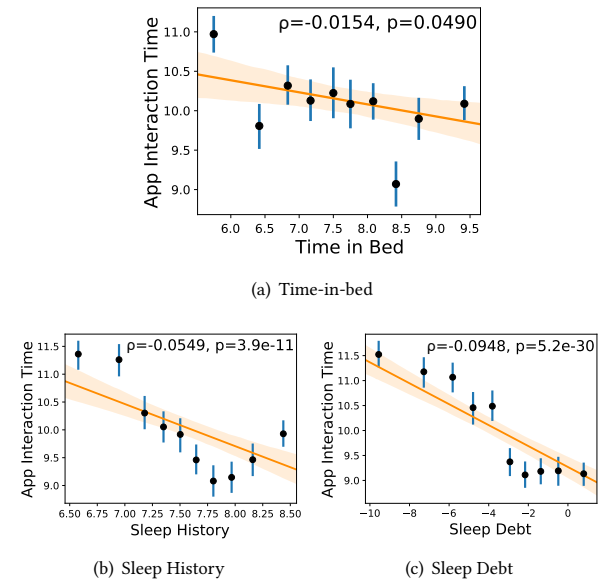 ρ=-0.0154, p=0.0490
App Interaction Time
11.0
10.5
10.0
9.5
9.0
6.0 6.5 7.0 7.5 8.0 8.5 9.0 9.5
Time in Bed
(a) Time-in-bed
ρ=-0.0549, p=3.9e-11
App Interaction Time
11.5
11.0
10.5
10.0
9.5
9.0
6.50 6.75 7.00 7.25 7.50 7.75 8.00 8.25 8.50
Sleep History
(b) Sleep History
ρ=-0.0948, p=5.2e-30
App Interaction Time
11.5
11.0
10.5
10.0
9.5
9.0
−10 −8 −6 −4 −2 0
Sleep Debt
(c) Sleep Debt